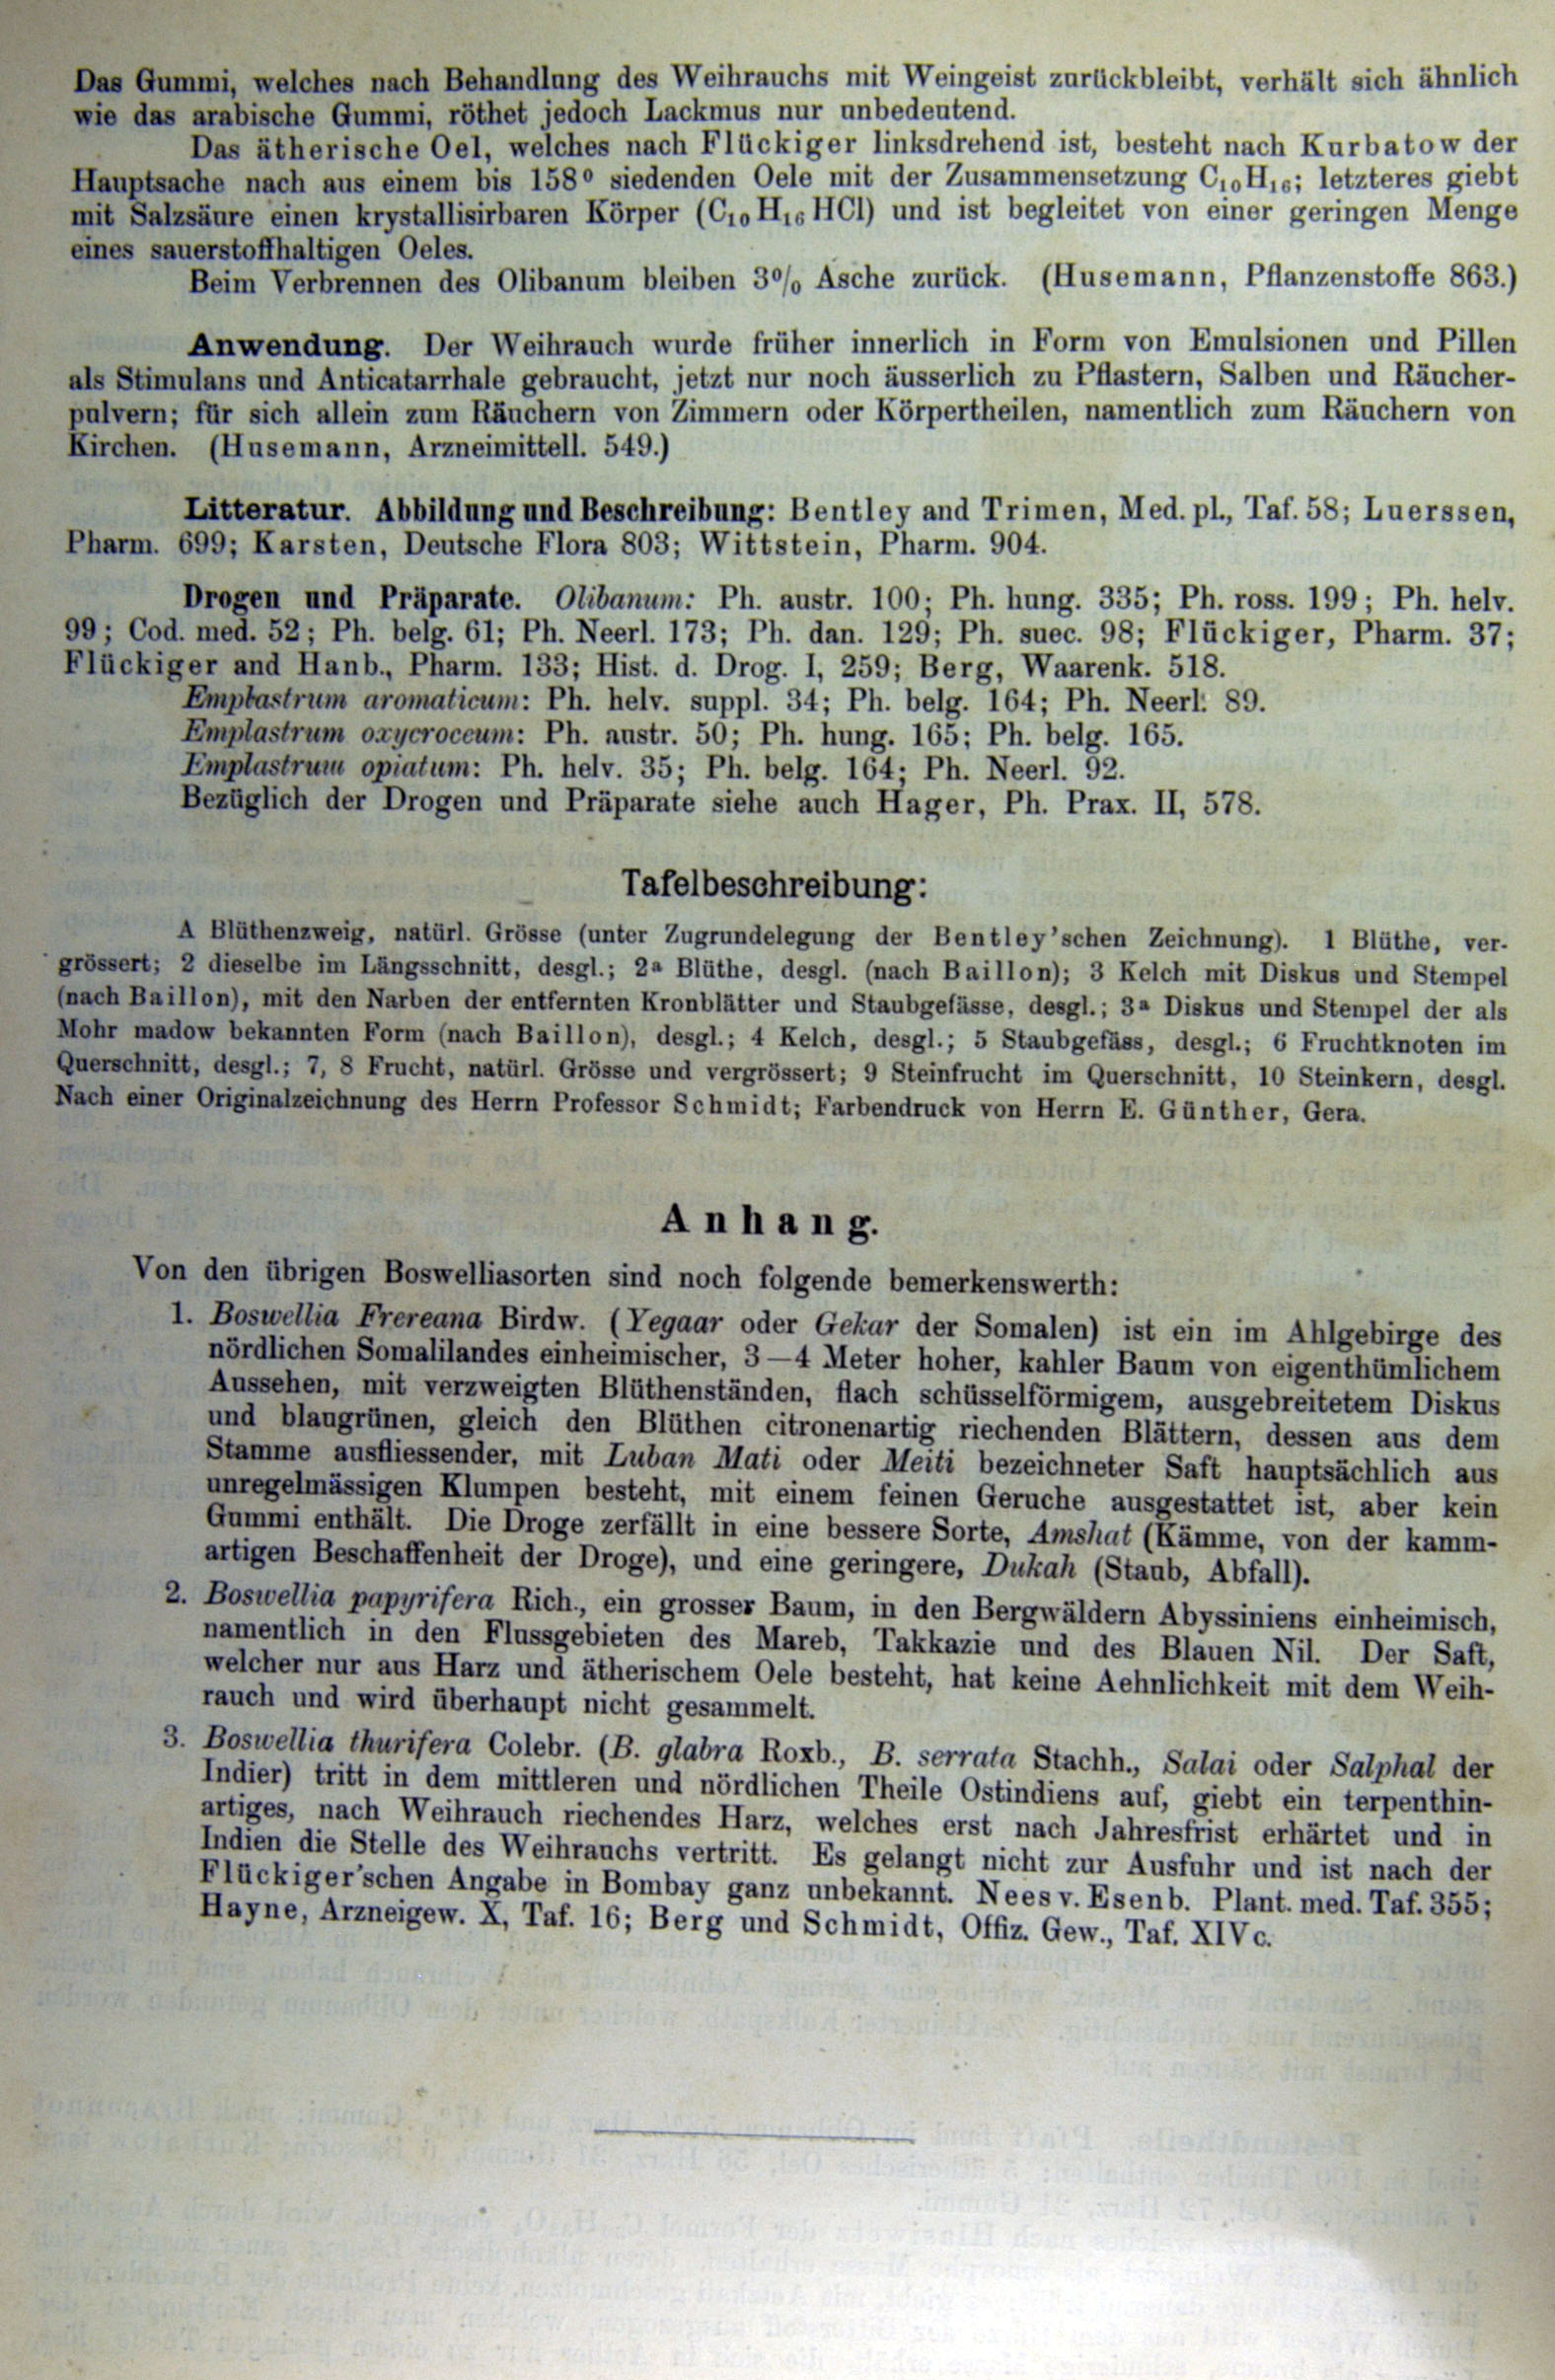 Das Gummi, welches nach Behandlung des Weihrauchs mit Weingeist zurückbleibt, verhält sich ähnlich
wie das arabische Gummi, röthet jedoch Lackmus nur unbedeutend.
Das ätherische Oel, welches nach Flückiger linksdrehend ist, besteht nach Kurbatow der
Hauptsache nach aus einem bis 158° siedenden Oele mit der Zusammensetzung C₁₀H₁₆; letzteres giebt
mit Salzsäure einen krystallisirbaren Körper (C₁₀H₁₆HCl) und ist begleitet von einer geringen Menge
eines sauerstoffhaltigen Oeles.
Beim Verbrennen des Olibanum bleiben 3% Asche zurück. (Husemann, Pflanzenstoffe 863.)
Anwendung. Der Weihrauch wurde früher innerlich in Form von Emulsionen und Pillen
als Stimulans und Anticatarrhale gebraucht, jetzt nur noch äusserlich zu Pflastern, Salben und Räucher-
pulvern; für sich allein zum Räuchern von Zimmern oder Körpertheilen, namentlich zum Räuchern von
Kirchen. (Husemann, Arzneimittell. 549.)
Litteratur. Abbildung und Beschreibung: Bentley and Trimen, Med. pl., Taf. 58; Luerssen,
Pharm. 699; Karsten, Deutsche Flora 803; Wittstein, Pharm. 904.
Drogen und Präparate. Olibanum: Ph. austr. 100; Ph. hung. 335; Ph. ross. 199; Ph. helv.
99; Cod. med. 52; Ph. belg. 61; Ph. Neerl. 173; Ph. dan. 129; Ph. suec. 98; Flückiger, Pharm. 37;
Flückiger and Hanb., Pharm. 133; Hist. d. Drog. I, 259; Berg, Waarenk. 518.
Emplastrum aromaticum: Ph. helv. suppl. 34; Ph. belg. 164; Ph. Neerl. 89.
Emplastrum oxycroceum: Ph. austr. 50; Ph. hung. 165; Ph. belg. 165.
Emplastrum opiatum: Ph. helv. 35; Ph. belg. 164; Ph. Neerl. 92.
Bezüglich der Drogen und Präparate siehe auch Hager, Ph. Prax. II, 578.
Tafelbeschreibung:
A Blüthenzweig, natürl. Grösse (unter Zugrundelegung der Bentley'schen Zeichnung). 1 Blüthe, ver-
grössert; 2 dieselbe im Längsschnitt, desgl.; 2ª Blüthe, desgl. (nach Baillon); 3 Kelch mit Diskus und Stempel
(nach Baillon), mit den Narben der entfernten Kronblätter und Staubgefässe, desgl.; 3ª Diskus und Stempel der als
Mohr madow bekannten Form (nach Baillon), desgl.; 4 Kelch, desgl.; 5 Staubgefäss, desgl.; 6 Fruchtknoten im
Querschnitt, desgl.; 7, 8 Frucht, natürl. Grösse und vergrössert; 9 Steinfrucht im Querschnitt, 10 Steinkern, desgl.
Nach einer Originalzeichnung des Herrn Professor Schmidt; Farbendruck von Herrn E. Günther, Gera.
Anhang.
Von den übrigen Boswelliasorten sind noch folgende bemerkenswerth:
1. Boswellia Frereana Birdw. (Yegaar oder Gekar der Somalen) ist ein im Ahlgebirge des
nördlichen Somalilandes einheimischer, 3—4 Meter hoher, kahler Baum von eigenthümlichem
Aussehen, mit verzweigten Blüthenständen, flach schüsselförmigem, ausgebreitetem Diskus
und blaugrünen, gleich den Blüthen citronenartig riechenden Blättern, dessen aus dem
Stamme ausfliessender, mit Luban Mati oder Meiti bezeichneter Saft hauptsächlich aus
unregelmässigen Klumpen besteht, mit einem feinen Geruche ausgestattet ist, aber kein
Gummi enthält. Die Droge zerfällt in eine bessere Sorte, Amshat (Kämme, von der kamm-
artigen Beschaffenheit der Droge), und eine geringere, Dukah (Staub, Abfall).
2. Boswellia papyrifera Rich., ein grosser Baum, in den Bergwäldern Abyssiniens einheimisch,
namentlich in den Flussgebieten des Mareb, Takkazie und des Blauen Nil. Der Saft,
welcher nur aus Harz und ätherischem Oele besteht, hat keine Aehnlichkeit mit dem Weih-
rauch und wird überhaupt nicht gesammelt.
3. Boswellia thurifera Colebr. (B. glabra Roxb., B. serrata Stachh., Salai oder Salphal der
Indier) tritt in dem mittleren und nördlichen Theile Ostindiens auf, giebt ein terpenthin-
artiges, nach Weihrauch riechendes Harz, welches erst nach Jahresfrist erhärtet und in
Indien die Stelle des Weihrauchs vertritt. Es gelangt nicht zur Ausfuhr und ist nach der
Flückiger'schen Angabe in Bombay ganz unbekannt. Nees v. Esenb. Plant. med. Taf. 355;
Hayne, Arzneigew. X, Taf. 16; Berg und Schmidt, Offiz. Gew., Taf. XIVc.